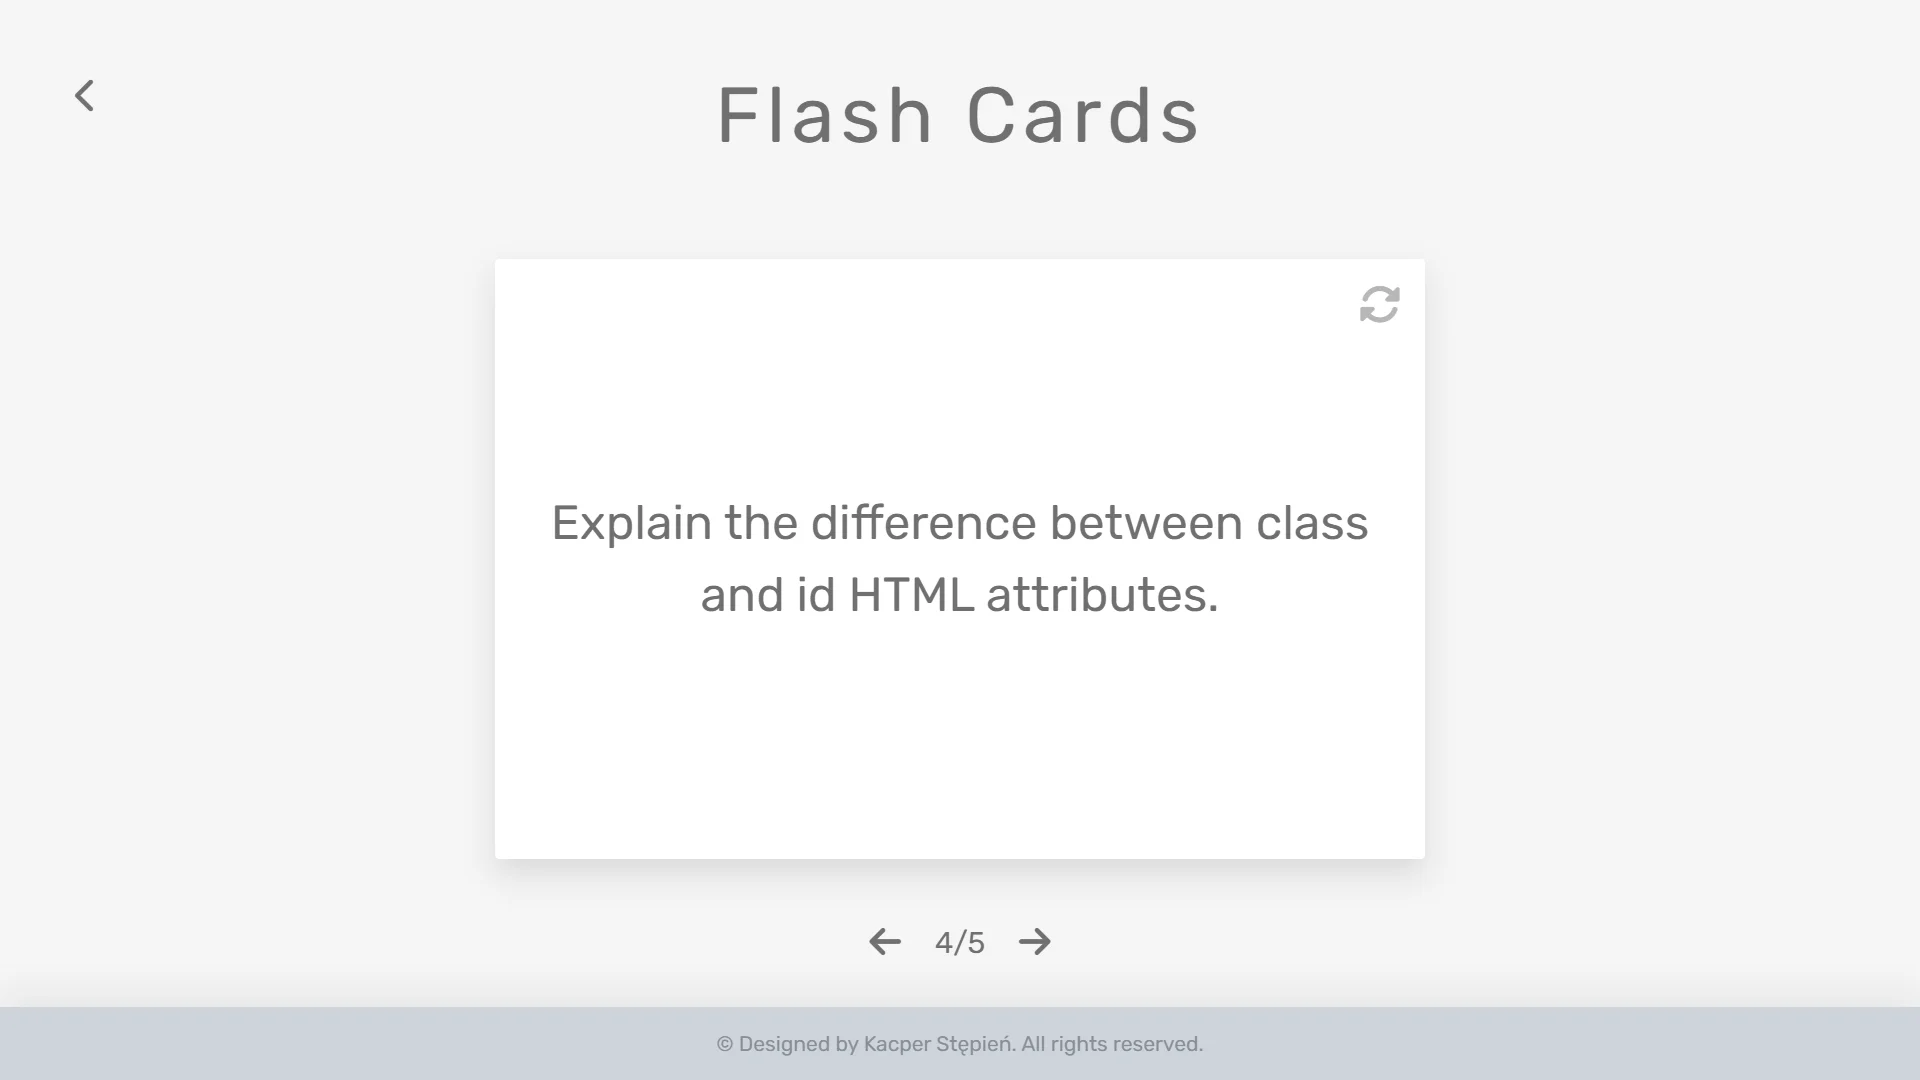 Flash Cards
Explain the difference between class
and id HTML attributes.
4/5
© Designed by Kacper Stępień. All rights reserved.